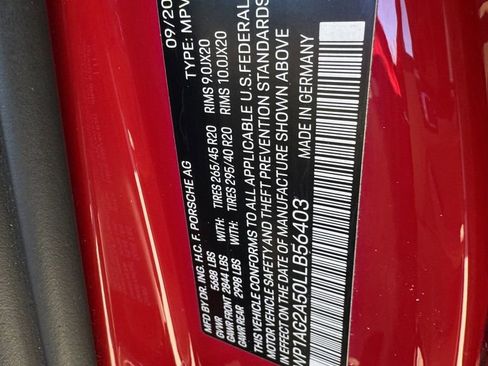 MFD BY DR. ING. H.C. F. PORSCHE AG 09/20
GVWR 5688 LBS TYPE: MPV
GAWR FRONT 2844 LBS WITH: TIRES 265/45 R20 RIMS 9.0JX20
GAWR REAR 2998 LBS WITH: TIRES 295/40 R20 RIMS 10.0JX20
THIS VEHICLE CONFORMS TO ALL APPLICABLE U.S. FEDERAL
MOTOR VEHICLE SAFETY AND THEFT PREVENTION STANDARDS
IN EFFECT ON THE DATE OF MANUFACTURE SHOWN ABOVE
MADE IN GERMANY
WP1AG2A50LLB56403